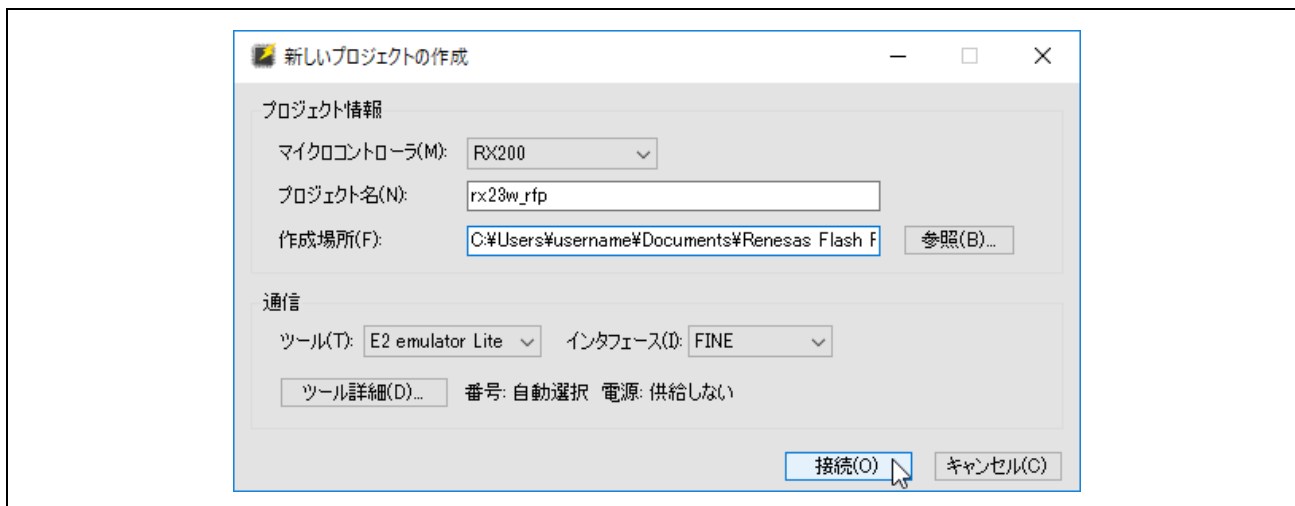 新しいプロジェクトの作成
プロジェクト情報
マイクロコントローラ(M): RX200
プロジェクト名(N): rx23w_rfp
作成場所(F): C:¥Users¥username¥Documents¥Renesas Flash F 参照(B)...
通信
ツール(T): E2 emulator Lite インタフェース(I): FINE
ツール詳細(D)... 番号: 自動選択 電源: 供給しない
接続(O) キャンセル(C)